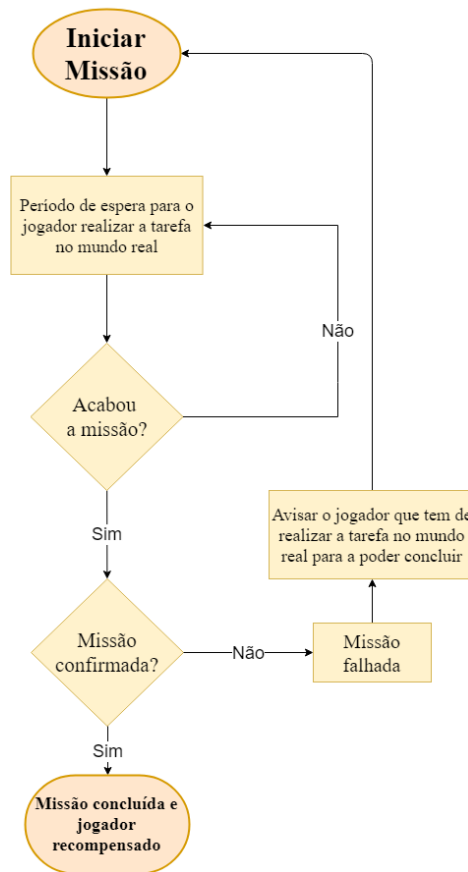 Iniciar
Missão
Periodo de espera para o
jogador realizar a tarefa
no mundo real
Não
Acabou
a missão?
Sim
Avisar o jogador que tem de
realizar a tarefa no mundo
real para a poder concluir
Missão
confirmada?
Não
Missão
falhada
Sim
Missão concluída e
jogador
recompensado